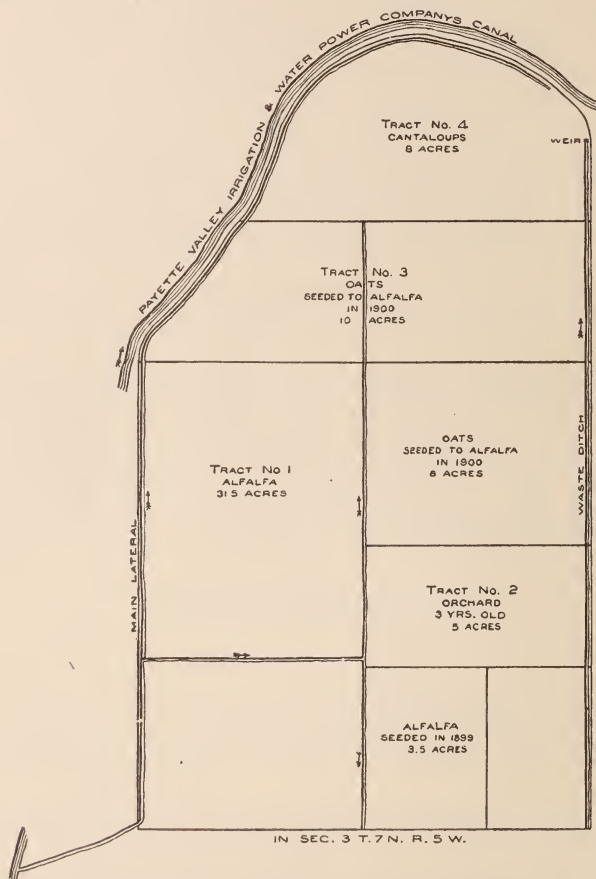 PAYETTE VALLEY IRRIGATION & WATER POWER COMPANYS CANAL
TRACT No. 4
CANTALOUPS
8 ACRES
WEIR
TRACT No. 3
OATS
SEEDED TO ALFALFA
IN 1900
10 ACRES
OATS
SEEDED TO ALFALFA
IN 1900
6 ACRES
TRACT No 1
ALFALFA
31 5 ACRES
WASTE DITCH
MAIN LATERAL
TRACT No. 2
ORCHARD
3 YRS. OLD
5 ACRES
ALFALFA
SEEDED IN 1899
3.5 ACRES
IN SEC. 3 T. 7 N. R. 5 W.